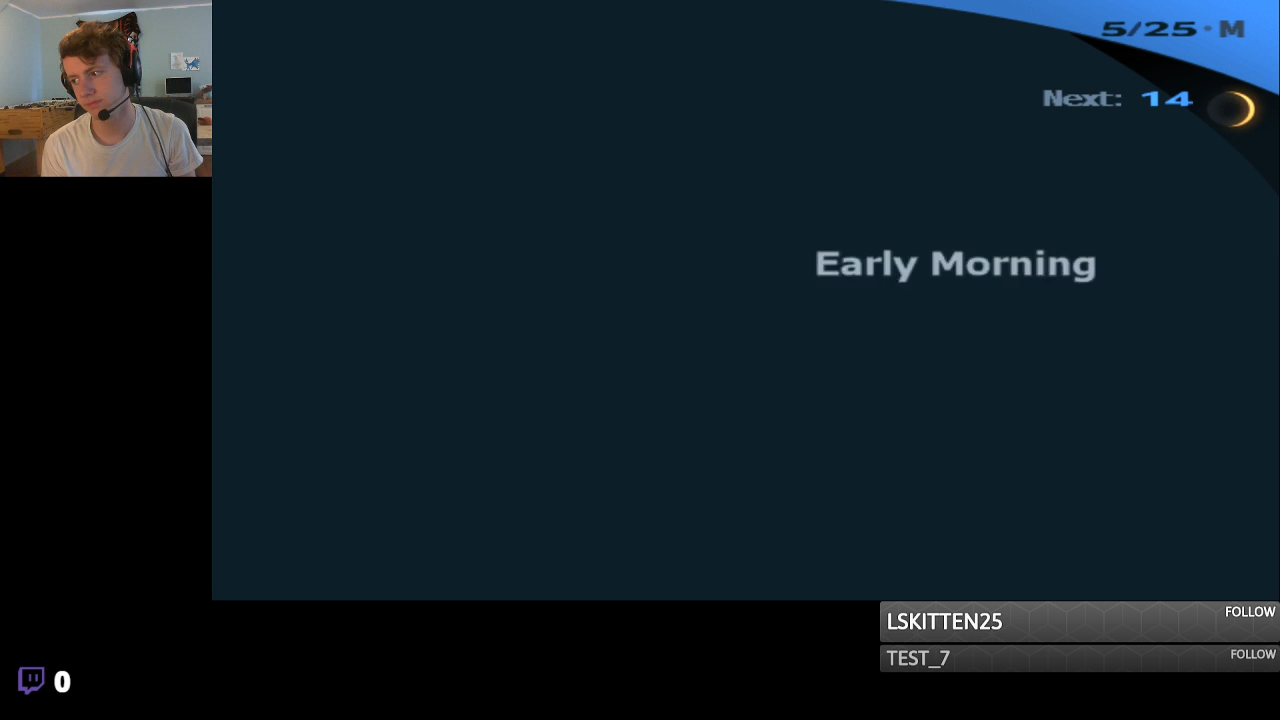 5/25·M
Next: 14
Early Morning
LSKITTEN25 FOLLOW
TEST_7 FOLLOW
0